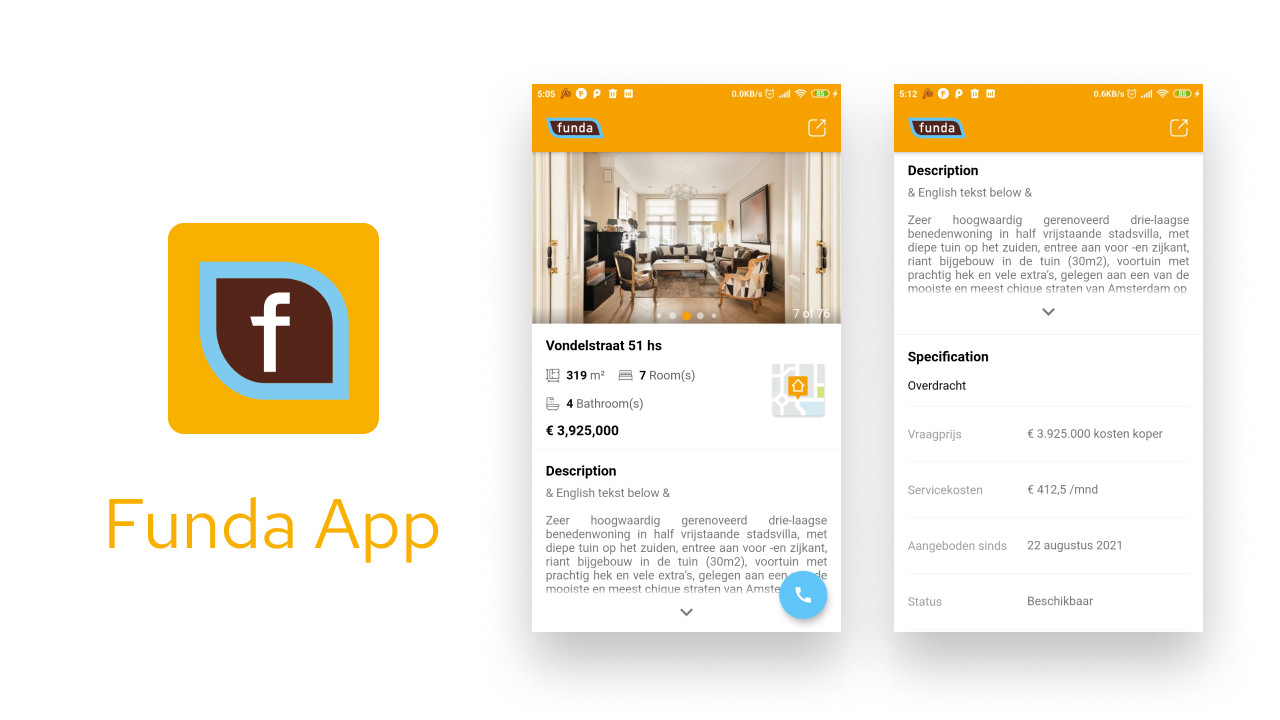 f
Funda App
5:05
0.0KB/s
85
funda
7 of 76
Vondelstraat 51 hs
319 m²
7 Room(s)
4 Bathroom(s)
€ 3,925,000
Description
& English tekst below &
Zeer hoogwaardig gerenoveerd drie-laagse
benedenwoning in half vrijstaande stadsvilla, met
diepe tuin op het zuiden, entree aan voor -en zijkant,
riant bijgebouw in de tuin (30m2), voortuin met
prachtig hek en vele extra's, gelegen aan een de
mooiste en meest chique straten van Amste
5:12
0.6KB/s
85
funda
Description
& English tekst below &
Zeer hoogwaardig gerenoveerd drie-laagse
benedenwoning in half vrijstaande stadsvilla, met
diepe tuin op het zuiden, entree aan voor -en zijkant,
riant bijgebouw in de tuin (30m2), voortuin met
prachtig hek en vele extra's, gelegen aan een van de
mooiste en meest chique straten van Amsterdam op
Specification
Overdracht
Vraagprijs € 3.925.000 kosten koper
Servicekosten € 412,5 /mnd
Aangeboden sinds 22 augustus 2021
Status Beschikbaar